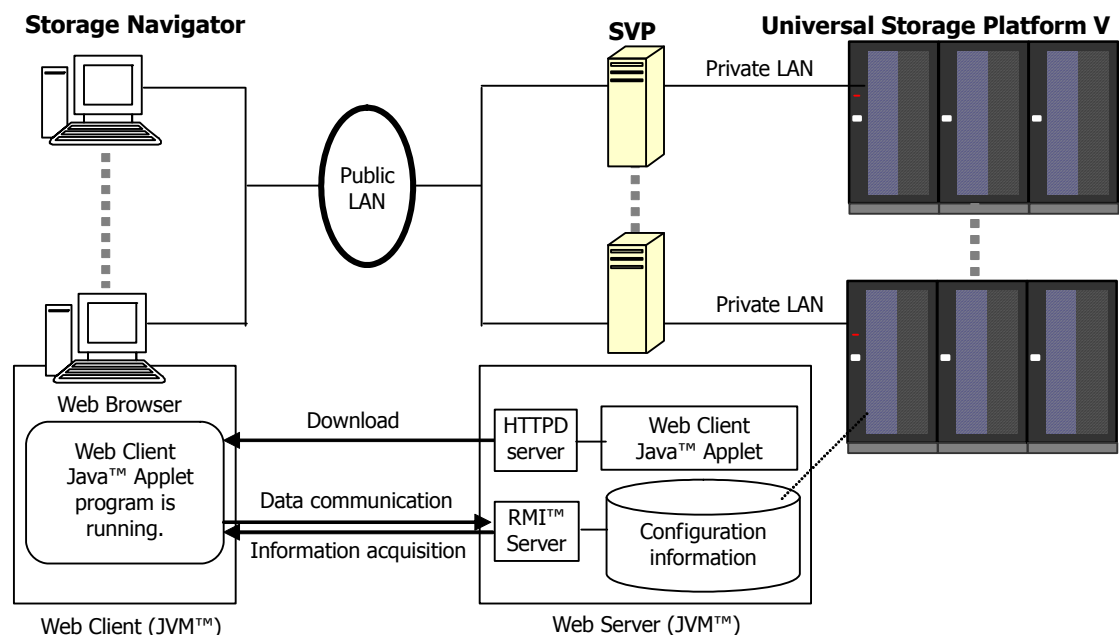 Storage Navigator
SVP
Universal Storage Platform V
Private LAN
Public
LAN
Private LAN
Web Browser
Web Client
Java™ Applet
program is
running.
Download
Data communication
Information acquisition
HTTPD
server
Web Client
Java™ Applet
RMI™
Server
Configuration
information
Web Client (JVM™)
Web Server (JVM™)